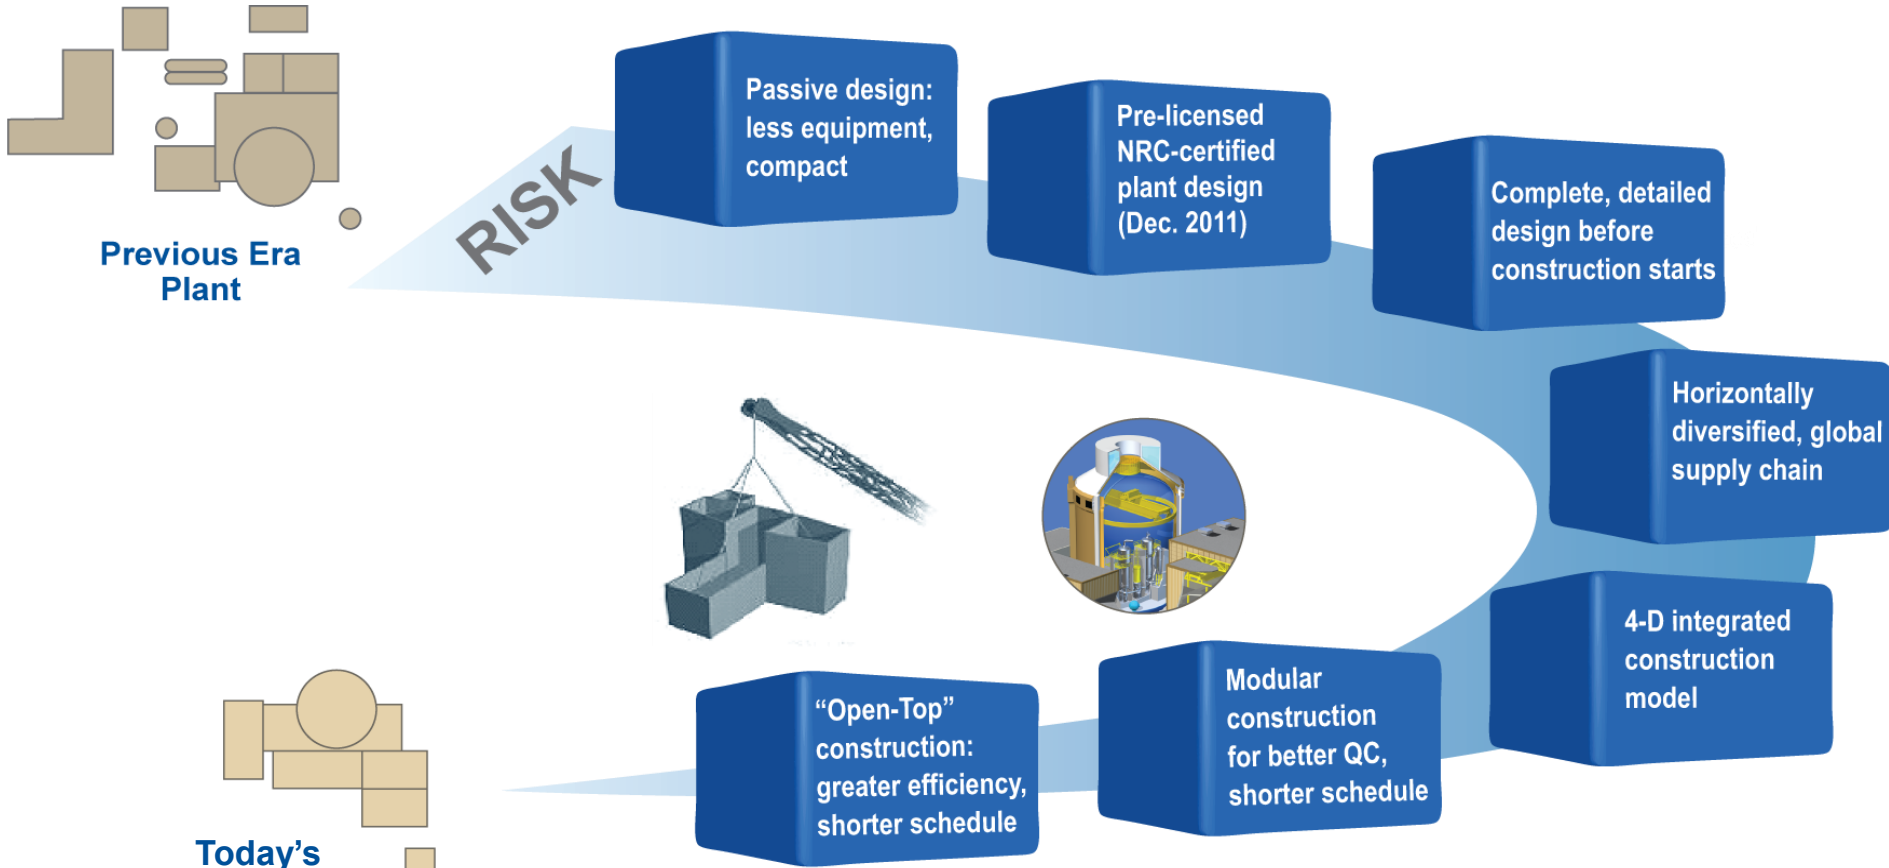 Previous Era
Plant
RISK
Passive design:
less equipment,
compact
Pre-licensed
NRC-certified
plant design
(Dec. 2011)
Complete, detailed
design before
construction starts
Horizontally
diversified, global
supply chain
4-D integrated
construction
model
Modular
construction
for better QC,
shorter schedule
“Open-Top”
construction:
greater efficiency,
shorter schedule
Today’s